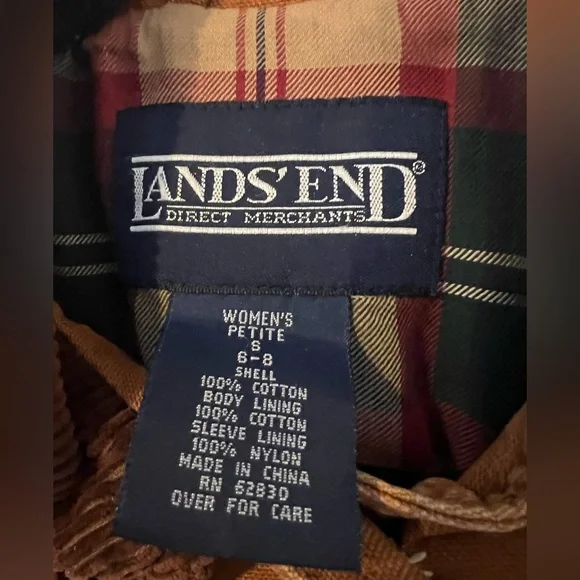 LANDS' END®
DIRECT MERCHANTS
WOMEN'S
PETITE
S
6-8
SHELL
100% COTTON
BODY LINING
100% COTTON
SLEEVE LINING
100% NYLON
MADE IN CHINA
RN 62830
OVER FOR CARE